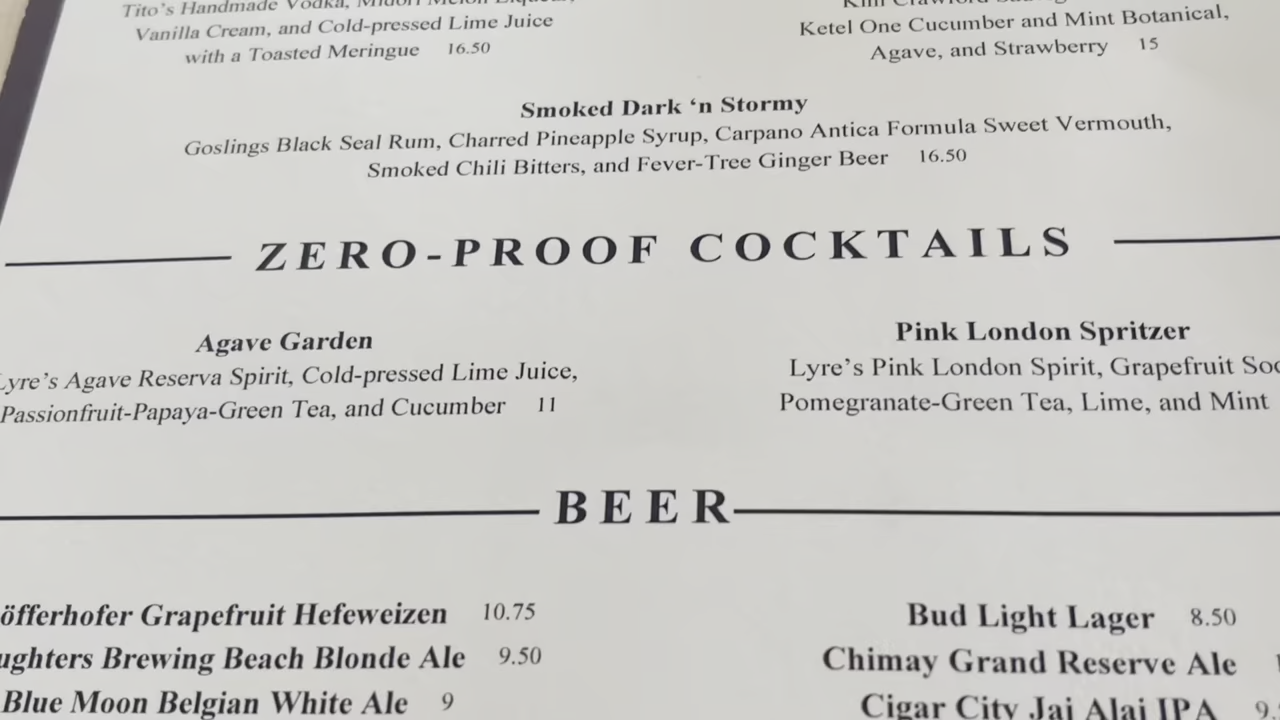 Tito's Handmade Vodka, Midori Melon
Vanilla Cream, and Cold-pressed Lime Juice
with a Toasted Meringue 16.50
Ketel One Cucumber and Mint Botanical,
Agave, and Strawberry 15
Smoked Dark 'n Stormy
Goslings Black Seal Rum, Charred Pineapple Syrup, Carpano Antica Formula Sweet Vermouth,
Smoked Chili Bitters, and Fever-Tree Ginger Beer 16.50
ZERO-PROOF COCKTAILS
Agave Garden
Lyre's Agave Reserva Spirit, Cold-pressed Lime Juice,
Passionfruit-Papaya-Green Tea, and Cucumber 11
Pink London Spritzer
Lyre's Pink London Spirit, Grapefruit
Pomegranate-Green Tea, Lime, and Mint
BEER
öfferhofer Grapefruit Hefeweizen 10.75
ughters Brewing Beach Blonde Ale 9.50
Blue Moon Belgian White Ale 9
Bud Light Lager 8.50
Chimay Grand Reserve Ale
Cigar City Jai Alai IPA